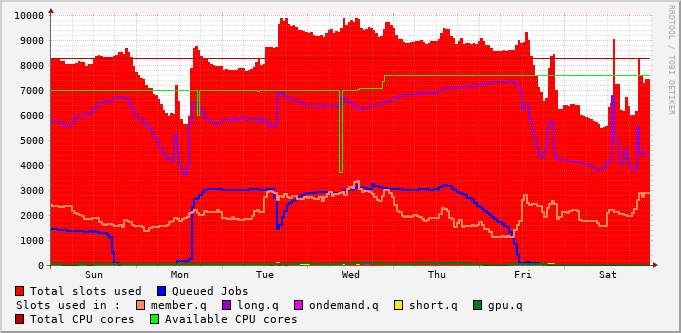 10000
9000
8000
7000
6000
5000
4000
3000
2000
1000
0
Sun Mon Tue Wed Thu Fri Sat
RRDTOOL / TOBI OETIKER
Total slots used Queued Jobs
Slots used in : member.q long.q ondemand.q short.q gpu.q
Total CPU cores Available CPU cores